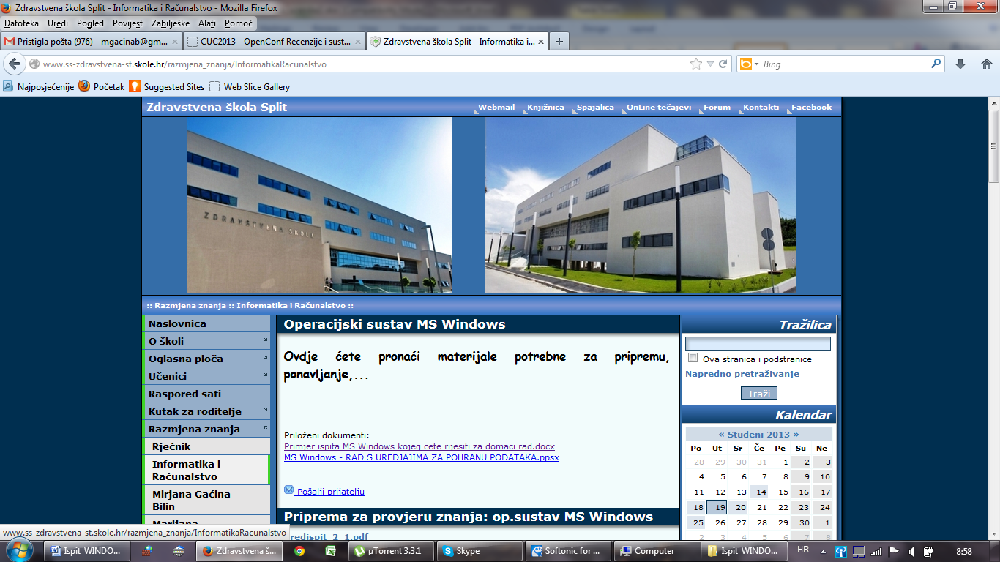 Zdravstvena škola Split - Informatika i Računalstvo - Mozilla Firefox
Datoteka Uredi Pogled Povijest Zabilješke Alati Pomoć
Pristigla pošta (976) - mgacinab@gm... CUC2013 - OpenConf Recenzije i sust... Zdravstvena škola Split - Informatika i...
www.ss-zdravstvena-st.skole.hr/razmjena_znanja/InformatikaRacunalstvo Bing
Najposjećenije Početak Suggested Sites Web Slice Gallery
Zdravstvena škola Split Webmail Knjižnica Spajalica OnLine tečajevi Forum Kontakti Facebook
ZDRAVSTVENA ŠKOLA
:: Razmjena znanja :: Informatika i Računalstvo ::
Naslovnica
O školi
Oglasna ploča
Učenici
Raspored sati
Kutak za roditelje
Razmjena znanja
Rječnik
Informatika i
Računalstvo
Mirjana Gaćina
Bilin
Marijana
Operacijski sustav MS Windows
Ovdje ćete pronaći materijale potrebne za pripremu,
ponavljanje,...
Priloženi dokumenti:
Primjer ispita MS Windows kojeg cete rijesiti za domaci rad.docx
MS Windows - RAD S UREDJAJIMA ZA POHRANU PODATAKA.ppsx
Pošalji prijatelju
Priprema za provjeru znanja: op.sustav MS Windows
redispit_2_1.pdf
Tražilica
Ova stranica i podstranice
Napredno pretraživanje
Traži
Kalendar
« Studeni 2013 »
Po Ut Sr Če Pe Su Ne
28 29 30 31 1 2 3
4 5 6 7 8 9 10
11 12 13 14 15 16 17
18 19 20 21 22 23 24
25 26 27 28 29 30 1
2 3 4 5 6 7 8
www.ss-zdravstvena-st.skole.hr/razmjena_znanja/InformatikaRacunalstvo
Ispit_WINDO... Zdravstvena š... µTorrent 3.3.1 Skype Softonic for ... Computer Ispit_WINDO... HR 8:58